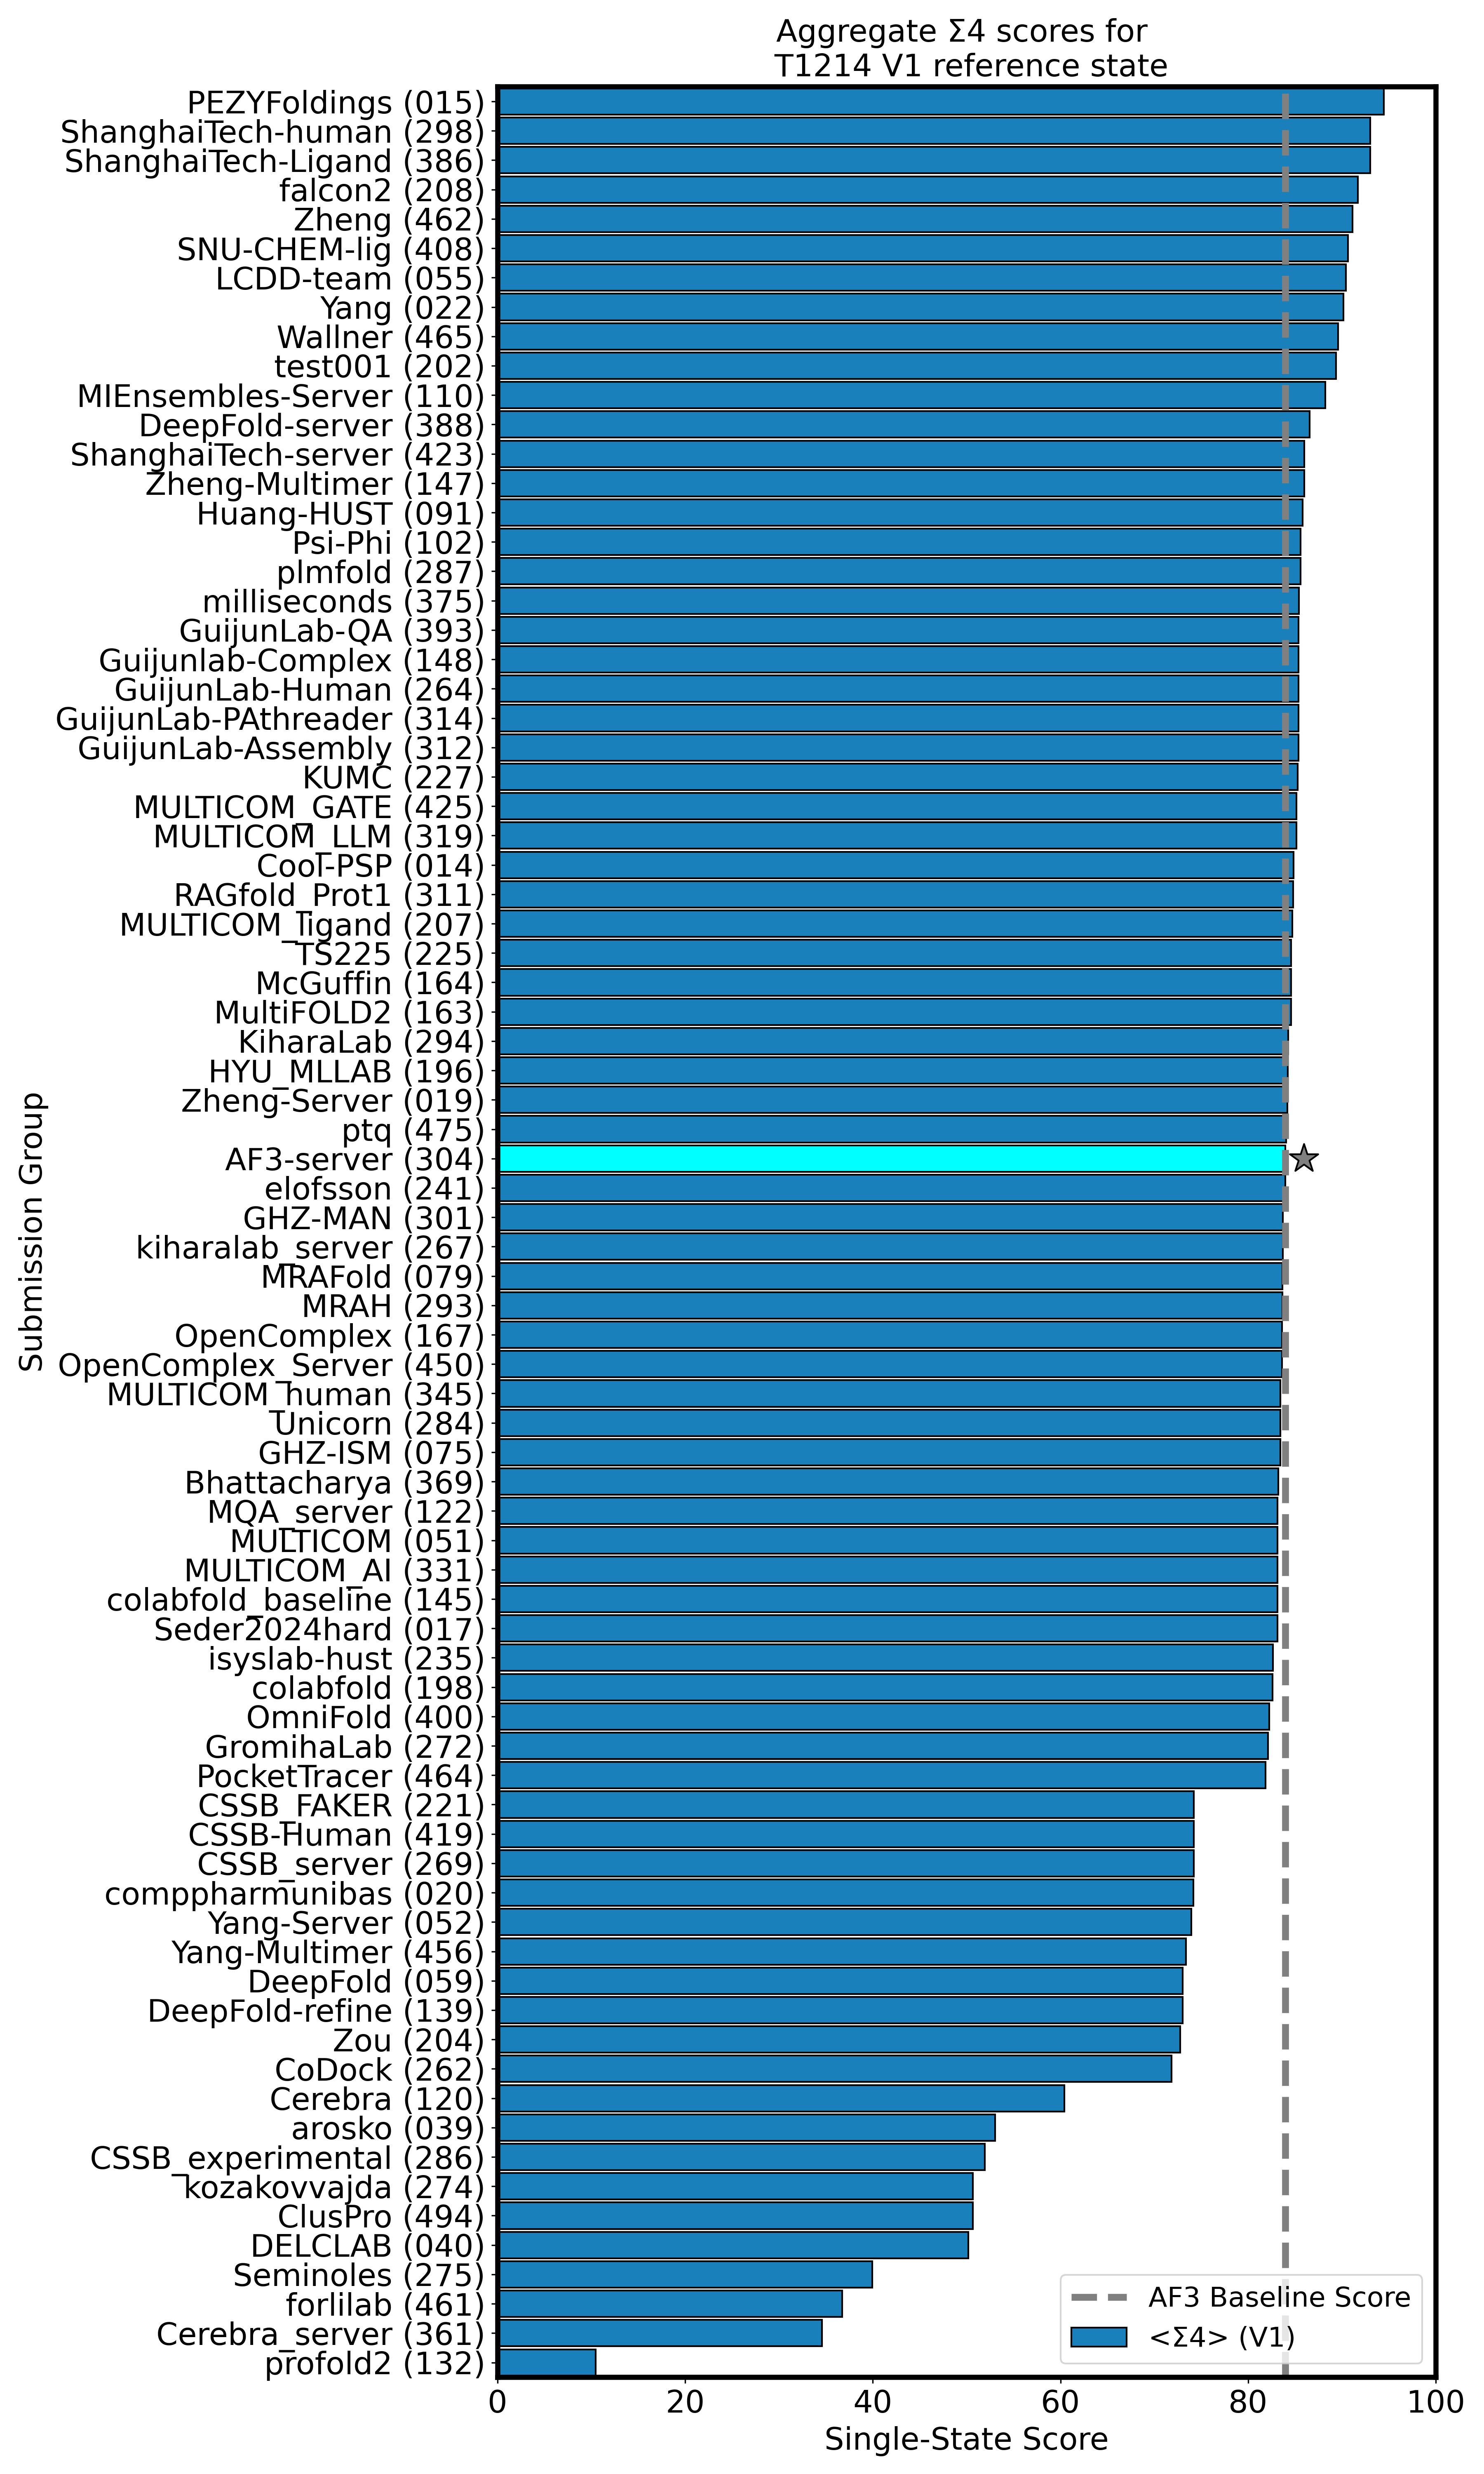 Aggregate Σ4 scores for
T1214 V1 reference state
PEZYFoldings (015)
ShanghaiTech-human (298)
ShanghaiTech-Ligand (386)
falcon2 (208)
Zheng (462)
SNU-CHEM-lig (408)
LCDD-team (055)
Yang (022)
Wallner (465)
test001 (202)
MIEnsembles-Server (110)
DeepFold-server (388)
ShanghaiTech-server (423)
Zheng-Multimer (147)
Huang-HUST (091)
Psi-Phi (102)
plmfold (287)
milliseconds (375)
GuijunLab-QA (393)
Guijunlab-Complex (148)
GuijunLab-Human (264)
GuijunLab-PAthreader (314)
GuijunLab-Assembly (312)
KUMC (227)
MULTICOM_GATE (425)
MULTICOM_LLM (319)
Cool-PSP (014)
RAGfold_Prot1 (311)
MULTICOM_ligand (207)
TS225 (225)
McGuffin (164)
MultiFOLD2 (163)
KiharaLab (294)
HYU_MLLAB (196)
Zheng-Server (019)
ptq (475)
AF3-server (304)
elofsson (241)
GHZ-MAN (301)
kiharalab_server (267)
MRAFold (079)
MRAH (293)
OpenComplex (167)
OpenComplex_Server (450)
MULTICOM_human (345)
Unicorn (284)
GHZ-ISM (075)
Bhattacharya (369)
MQA_server (122)
MULTICOM (051)
MULTICOM_AI (331)
colabfold_baseline (145)
Seder2024hard (017)
isyslab-hust (235)
colabfold (198)
OmniFold (400)
GromihaLab (272)
PocketTracer (464)
CSSB_FAKER (221)
CSSB-Human (419)
CSSB_server (269)
comppharmunibas (020)
Yang-Server (052)
Yang-Multimer (456)
DeepFold (059)
DeepFold-refine (139)
Zou (204)
CoDock (262)
Cerebra (120)
arosko (039)
CSSB_experimental (286)
kozakovvajda (274)
ClusPro (494)
DELCLAB (040)
Seminoles (275)
forlilab (461)
Cerebra_server (361)
profold2 (132)
Submission Group
AF3 Baseline Score
<Σ4> (V1)
0 20 40 60 80 100
Single-State Score